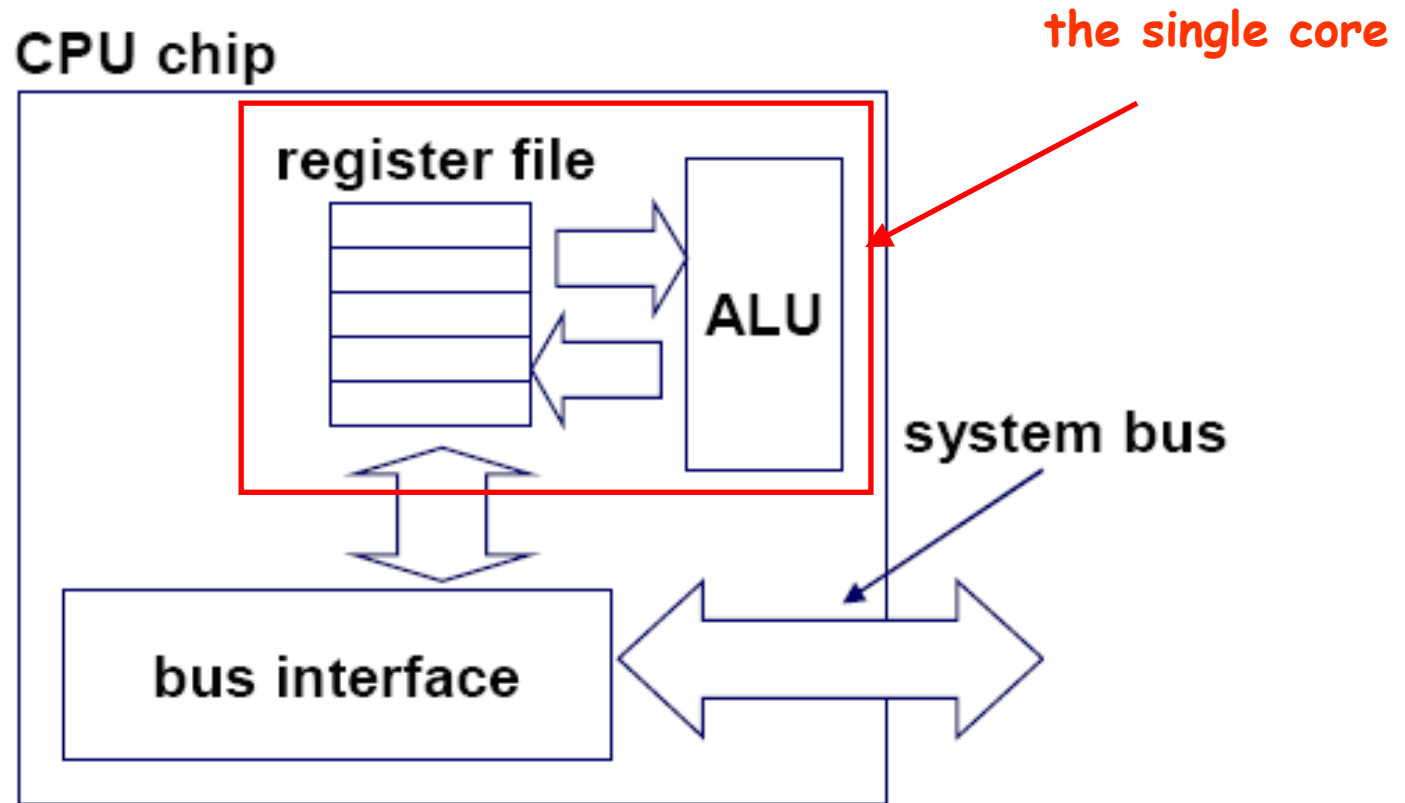 the single core
CPU chip
register file
ALU
system bus
bus interface